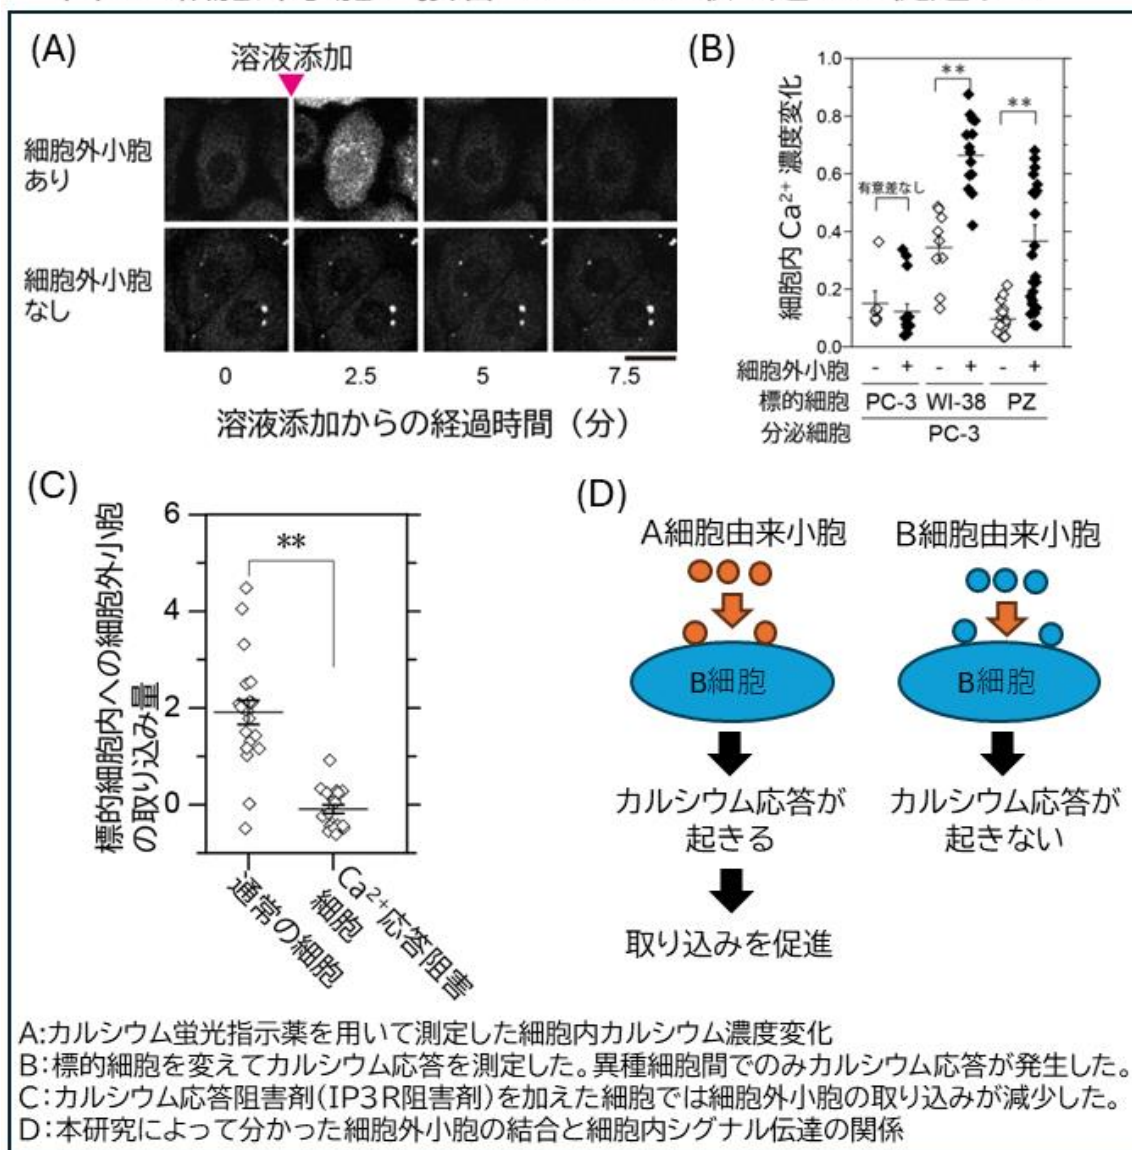 (A)
溶液添加
細胞外小胞
あり
細胞外小胞
なし
0 2.5 5 7.5
溶液添加からの経過時間（分）
(B)
細胞内 Ca²⁺ 濃度変化
1.0
0.8
0.6
0.4
0.2
0.0
有意差なし
**
**
細胞外小胞 - + - + - +
標的細胞 PC-3 WI-38 PZ
分泌細胞 PC-3
(C)
標的細胞内への細胞外小胞
の取り込み量
6
4
2
0
**
通常の細胞
Ca²⁺応答阻害
細胞
(D)
A細胞由来小胞 B細胞由来小胞
B細胞 B細胞
カルシウム応答が
起きる
カルシウム応答が
起きない
取り込みを促進
A:カルシウム蛍光指示薬を用いて測定した細胞内カルシウム濃度変化
B:標的細胞を変えてカルシウム応答を測定した。異種細胞間でのみカルシウム応答が発生した。
C:カルシウム応答阻害剤(IP3R阻害剤)を加えた細胞では細胞外小胞の取り込みが減少した。
D:本研究によって分かった細胞外小胞の結合と細胞内シグナル伝達の関係